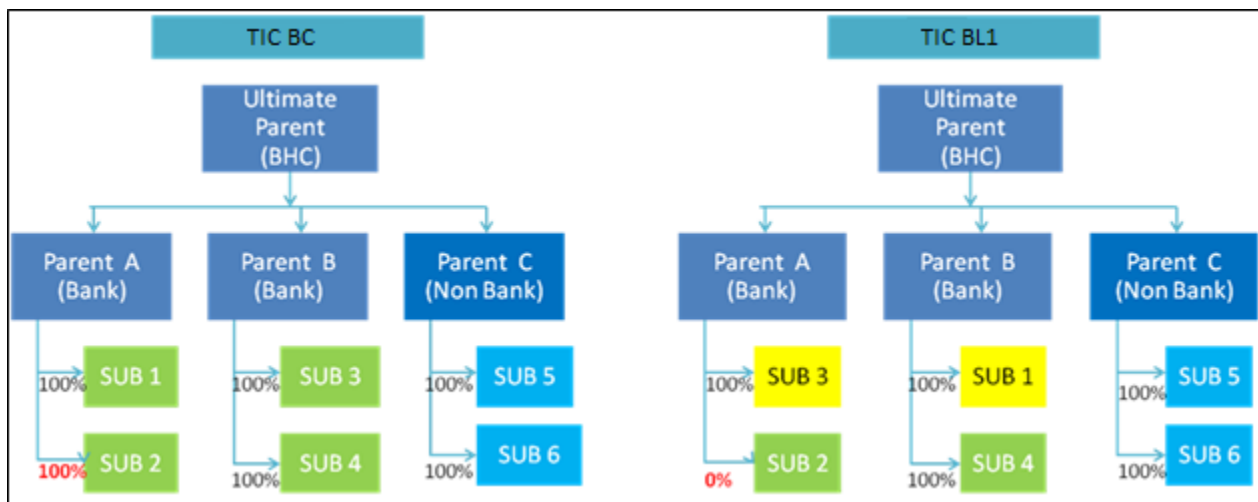 TIC BC
Ultimate
Parent
(BHC)
Parent A
(Bank)
Parent B
(Bank)
Parent C
(Non Bank)
100%
SUB 1
100%
SUB 3
100%
SUB 5
100%
SUB 2
100%
SUB 4
100%
SUB 6
TIC BL1
Ultimate
Parent
(BHC)
Parent A
(Bank)
Parent B
(Bank)
Parent C
(Non Bank)
100%
SUB 3
100%
SUB 1
100%
SUB 5
0%
SUB 2
100%
SUB 4
100%
SUB 6